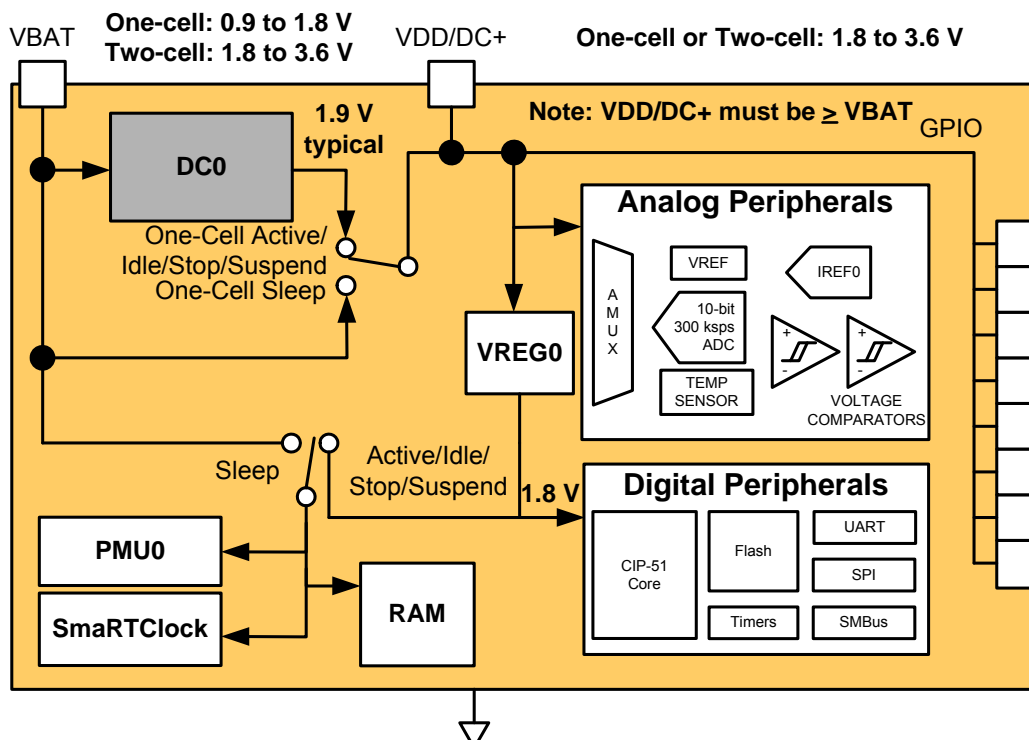 One-cell: 0.9 to 1.8 V
Two-cell: 1.8 to 3.6 V
VBAT
VDD/DC+
One-cell or Two-cell: 1.8 to 3.6 V
Note: VDD/DC+ must be ≥ VBAT
GPIO
1.9 V
typical
DC0
One-Cell Active/
Idle/Stop/Suspend
One-Cell Sleep
Analog Peripherals
AMUX
VREF
IREF0
10-bit
300 ksps
ADC
TEMP
SENSOR
+
-
+
-
VOLTAGE
COMPARATORS
VREG0
Sleep
Active/Idle/
Stop/Suspend
1.8 V
Digital Peripherals
CIP-51
Core
Flash
Timers
UART
SPI
SMBus
PMU0
SmaRTClock
RAM